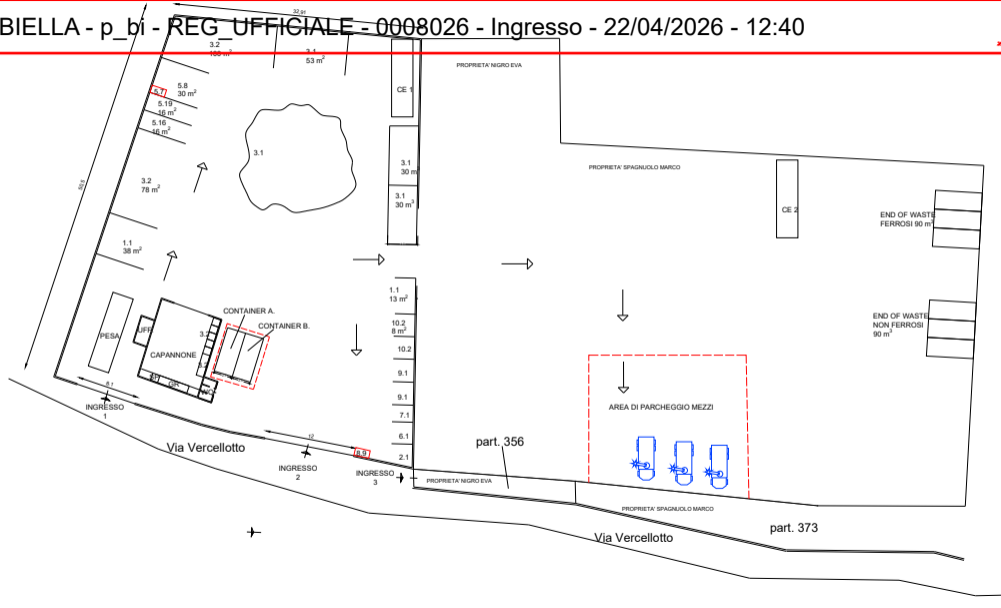 BIELLA - p_bi - REG_UFFICIALE - 0008026 - Ingresso - 22/04/2026 - 12:40
32,91
3.2
3.1
53 m²
PROPRIETA' NIGRO EVA
5.7
5.8
30 m²
5.19
16 m²
5.16
16 m²
CE 1
3.1
3.1
30 m
3.1
30 m³
PROPRIETA' SPAGNUOLO MARCO
CE 2
3.2
78 m²
END OF WASTE
FERROSI 90 m³
1.1
38 m²
1.1
13 m²
10.2
8 m²
10.2
9.1
9.1
7.1
6.1
2.1
CONTAINER A.
CONTAINER B.
PESA
UFF
CAPANNONE
3.2
3.2
GR
WC
END OF WASTE
NON FERROSI
90 m³
AREA DI PARCHEGGIO MEZZI
8,1
INGRESSO
1
Via Vercellotto
12
8.9
INGRESSO
2
INGRESSO
3
PROPRIETA' NIGRO EVA
part. 356
PROPRIETA' SPAGNUOLO MARCO
part. 373
Via Vercellotto